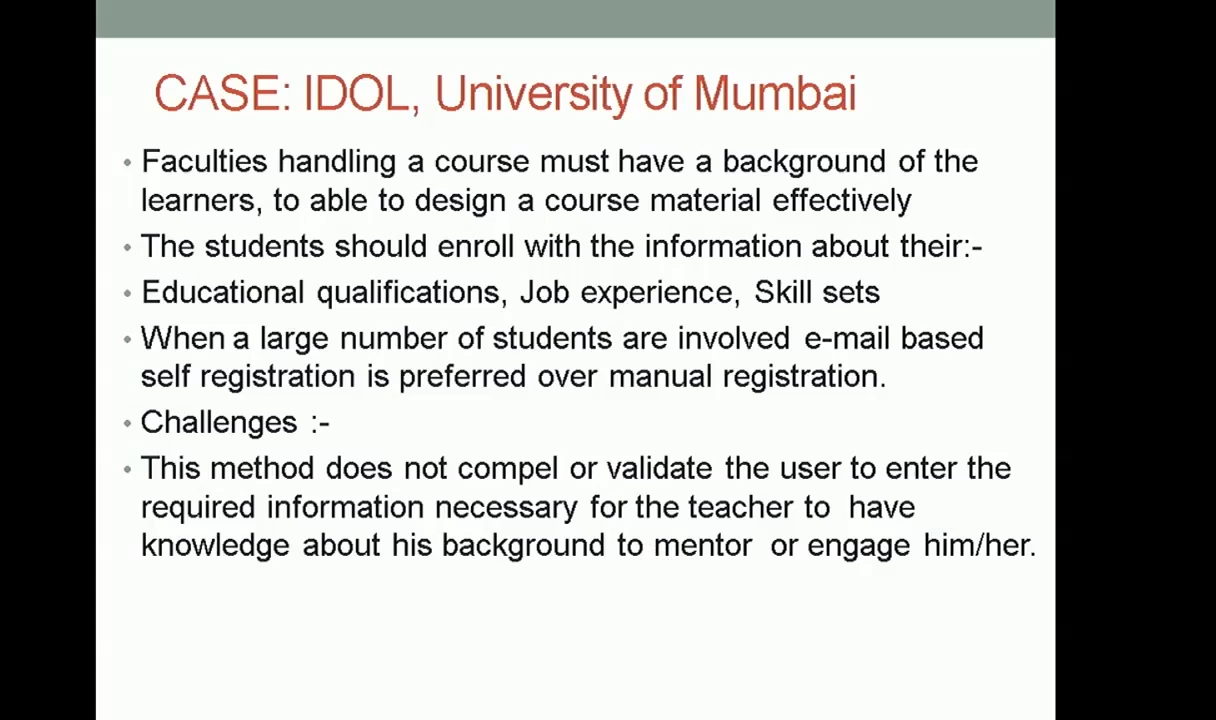 CASE: IDOL, University of Mumbai
• Faculties handling a course must have a background of the
learners, to able to design a course material effectively
• The students should enroll with the information about their:-
• Educational qualifications, Job experience, Skill sets
• When a large number of students are involved e-mail based
self registration is preferred over manual registration.
• Challenges :-
• This method does not compel or validate the user to enter the
required information necessary for the teacher to have
knowledge about his background to mentor or engage him/her.